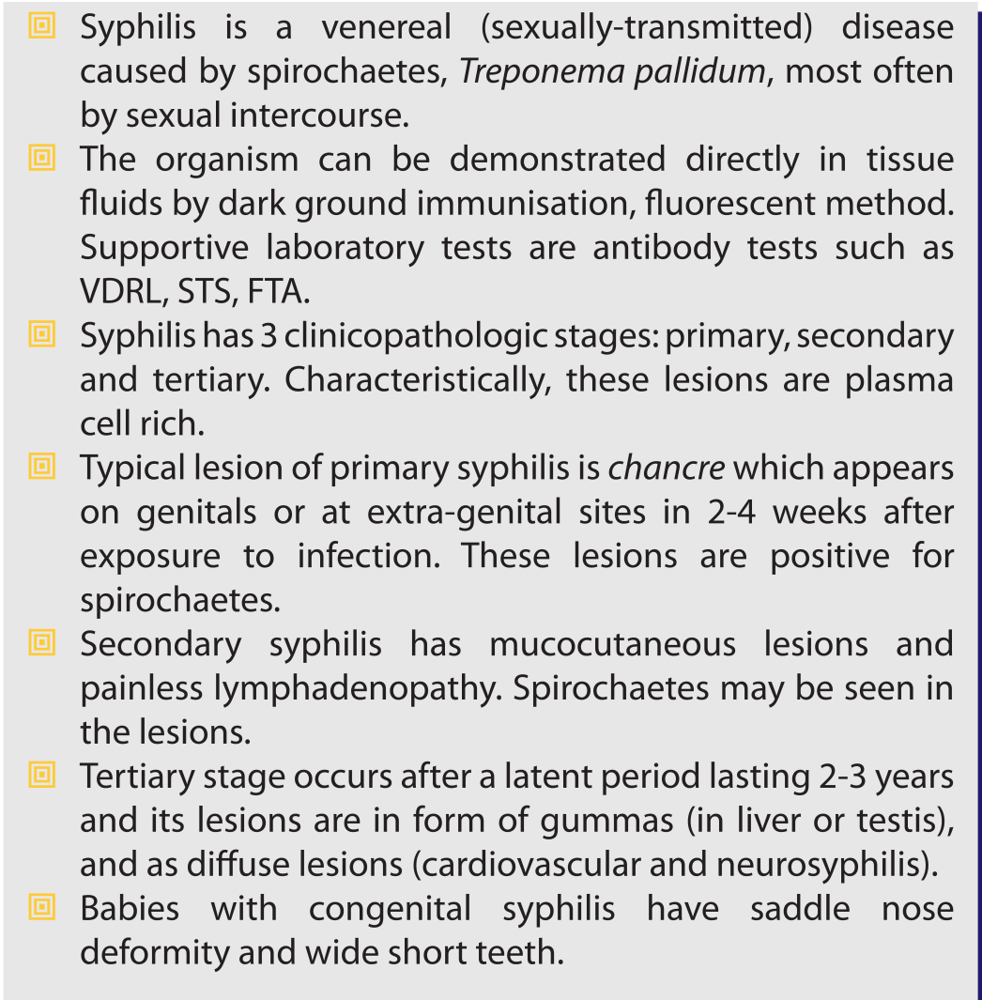 Syphilis is a venereal (sexually-transmitted) disease
caused by spirochaetes, Treponema pallidum, most often
by sexual intercourse.
The organism can be demonstrated directly in tissue
fluids by dark ground immunisation, fluorescent method.
Supportive laboratory tests are antibody tests such as
VDRL, STS, FTA.
Syphilis has 3 clinicopathologic stages: primary, secondary
and tertiary. Characteristically, these lesions are plasma
cell rich.
Typical lesion of primary syphilis is chancre which appears
on genitals or at extra-genital sites in 2-4 weeks after
exposure to infection. These lesions are positive for
spirochaetes.
Secondary syphilis has mucocutaneous lesions and
painless lymphadenopathy. Spirochaetes may be seen in
the lesions.
Tertiary stage occurs after a latent period lasting 2-3 years
and its lesions are in form of gummas (in liver or testis),
and as diffuse lesions (cardiovascular and neurosyphilis).
Babies with congenital syphilis have saddle nose
deformity and wide short teeth.